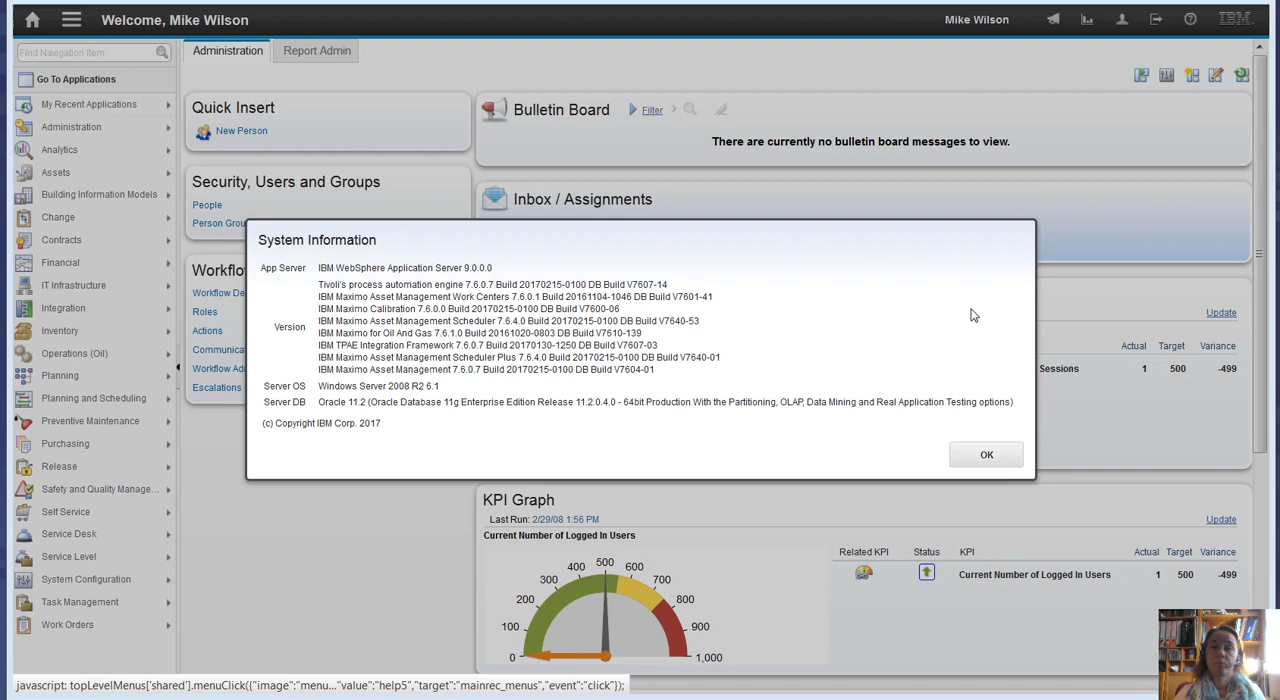 Welcome, Mike Wilson
Mike Wilson
IBM
Find Navigation Item
Administration
Report Admin
Go To Applications
My Recent Applications
Administration
Analytics
Assets
Building Information Models
Change
Contracts
Financial
IT Infrastructure
Integration
Inventory
Operations (Oil)
Planning
Planning and Scheduling
Preventive Maintenance
Purchasing
Release
Safety and Quality Manage...
Self Service
Service Desk
Service Level
System Configuration
Task Management
Work Orders
Quick Insert
New Person
Security, Users and Groups
People
Person Grou
Workflo
Workflow De
Roles
Actions
Communica
Workflow Ad
Escalations
Bulletin Board
Filter
There are currently no bulletin board messages to view.
Inbox / Assignments
System Information
App Server IBM WebSphere Application Server 9.0.0.0
Tivoli's process automation engine 7.6.0.7 Build 20170215-0100 DB Build V7607-14
IBM Maximo Asset Management Work Centers 7.6.0.1 Build 20161104-1046 DB Build V7601-41
IBM Maximo Calibration 7.6.0.0 Build 20170215-0100 DB Build V7600-06
IBM Maximo Asset Management Scheduler 7.6.4.0 Build 20170215-0100 DB Build V7640-53
Version
IBM Maximo for Oil And Gas 7.6.1.0 Build 20161020-0803 DB Build V7610-139
IBM TPAE Integration Framework 7.6.0.7 Build 20170130-1250 DB Build V7607-03
IBM Maximo Asset Management Scheduler Plus 7.6.4.0 Build 20170215-0100 DB Build V7640-01
IBM Maximo Asset Management 7.6.0.7 Build 20170215-0100 DB Build V7604-01
Server OS Windows Server 2008 R2 6.1
Server DB Oracle 11.2 (Oracle Database 11g Enterprise Edition Release 11.2.0.4.0 - 64bit Production With the Partitioning, OLAP, Data Mining and Real Application Testing options)
(c) Copyright IBM Corp. 2017
OK
Update
Actual Target Variance
Sessions 1 500 -499
KPI Graph
Last Run: 2/29/08 1:56 PM
Update
Current Number of Logged In Users
0 100 200 300 400 500 600 700 800 900 1,000
Related KPI Status KPI Actual Target Variance
Current Number of Logged In Users 1 500 -499
javascript: topLevelMenus['shared'].menuClick({"image":"menu..."value":"help5","target":"mainrec_menus","event":"click"});